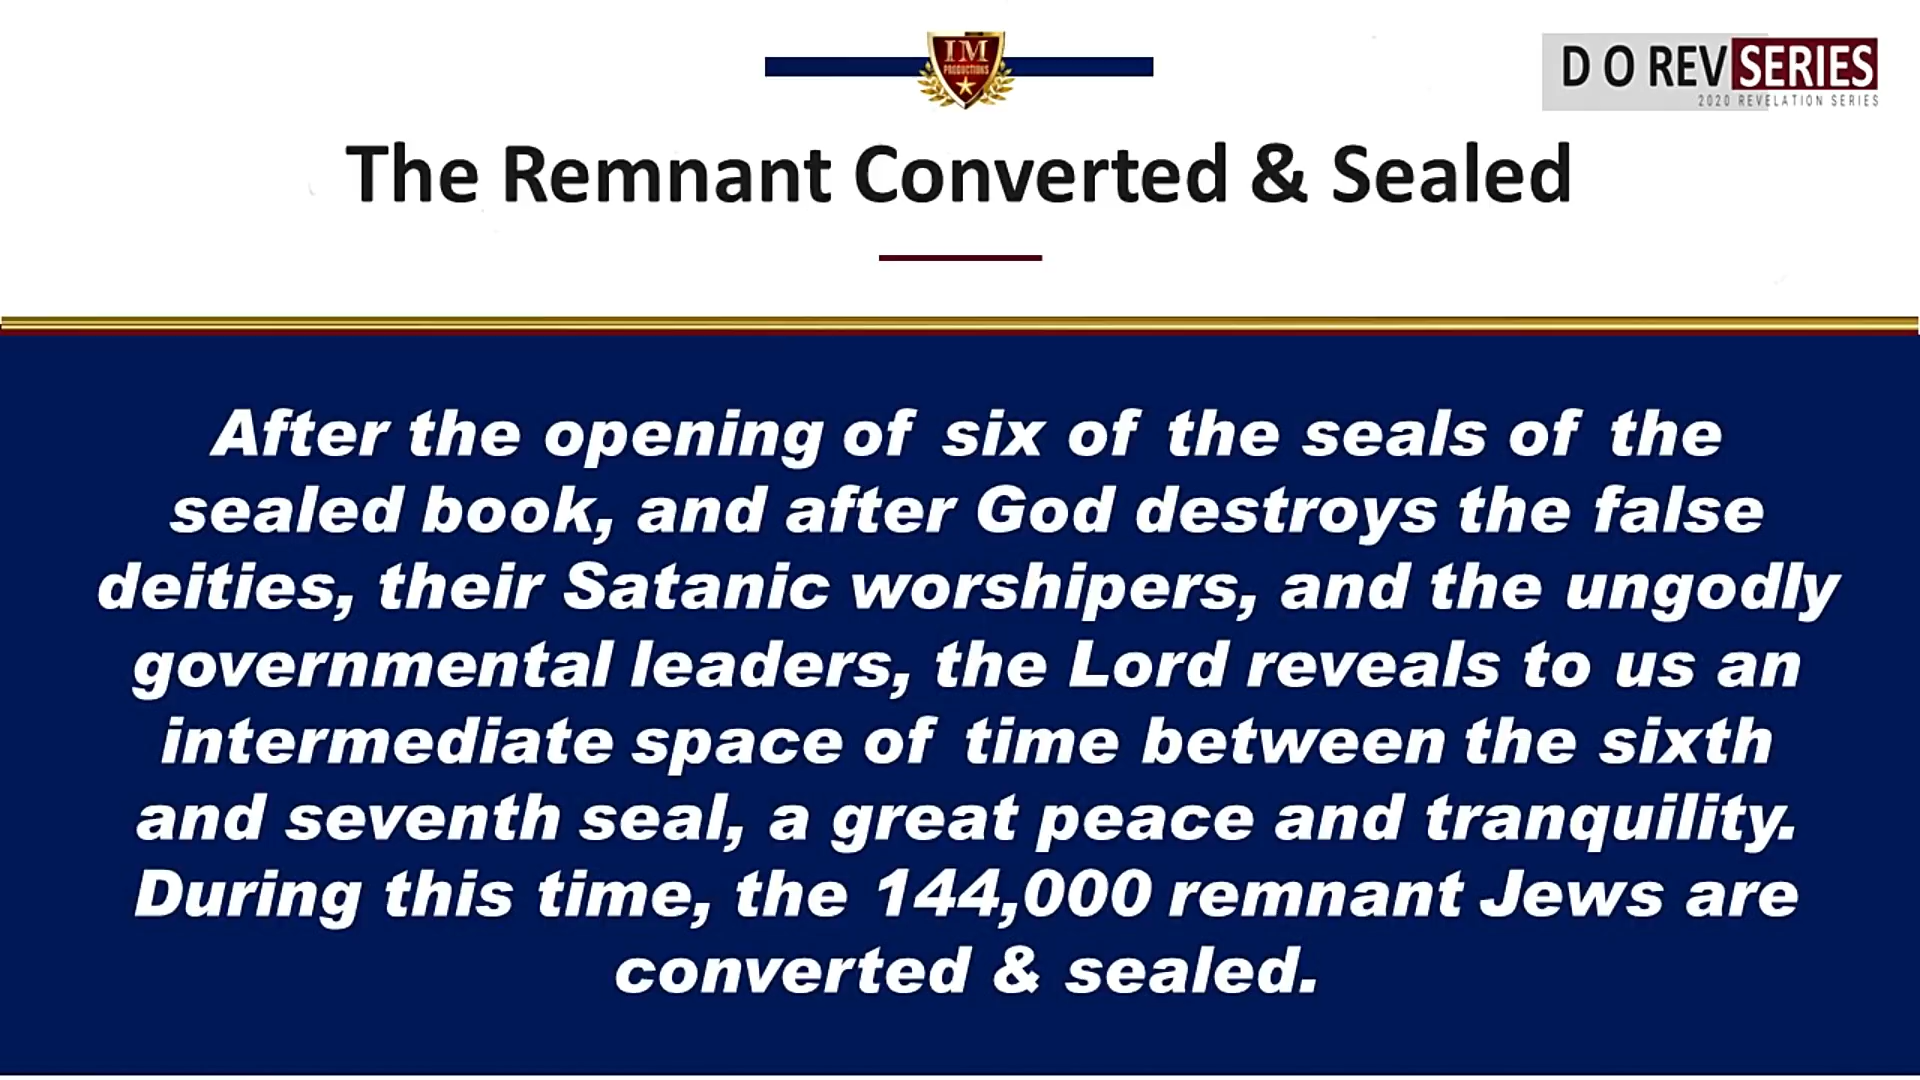 IM
PRODUCTIONS
D O REV SERIES
2020 REVELATION SERIES
The Remnant Converted & Sealed
After the opening of six of the seals of the
sealed book, and after God destroys the false
deities, their Satanic worshipers, and the ungodly
governmental leaders, the Lord reveals to us an
intermediate space of time between the sixth
and seventh seal, a great peace and tranquility.
During this time, the 144,000 remnant Jews are
converted & sealed.